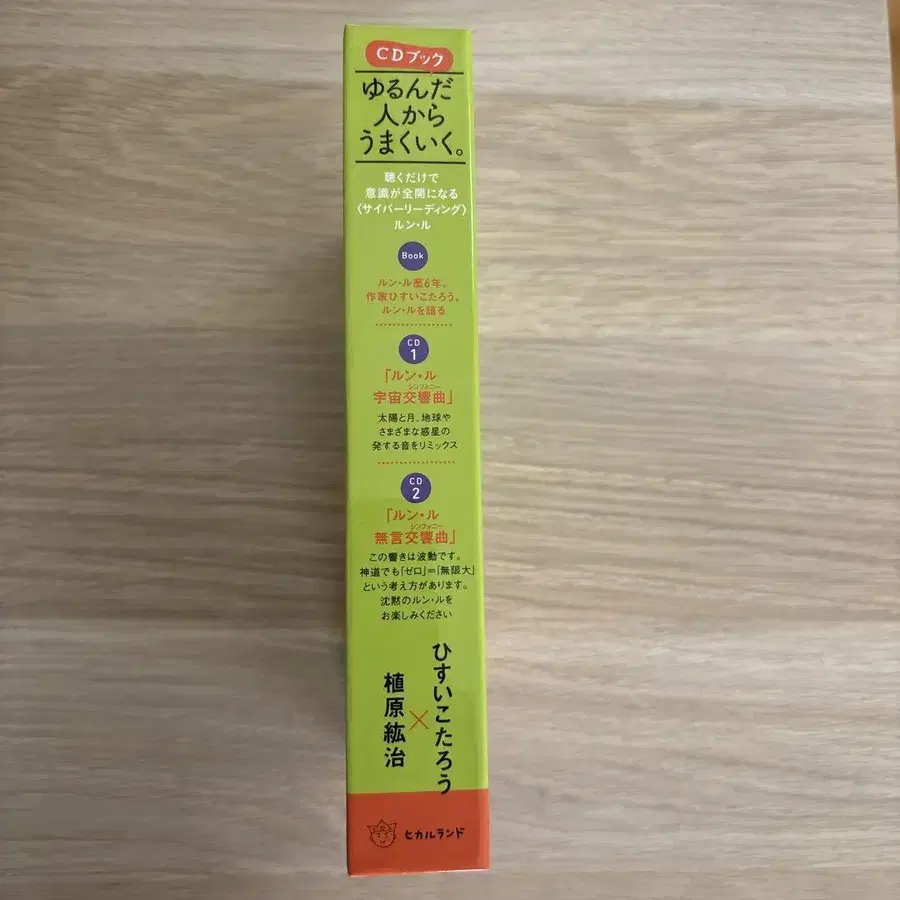 CDブック
ゆるんだ
人から
うまくいく。
聴くだけで
意識が全開になる
〈サイバーリーディング〉
ルン・ル
Book
ルン・ル歴6年。
作家ひすいこたろう、
ルン・ルを語る
CD
1
「ルン・ル
シンフォニー
宇宙交響曲」
太陽と月、地球や
さまざまな惑星の
発する音をリミックス
CD
2
「ルン・ル
シンフォニー
無言交響曲」
この響きは波動です。
神道でも「ゼロ」=「無限大」
という考え方があります。
沈黙のルン・ルを
お楽しみください
ひすいこたろう
×
植原紘治
ヒカルランド